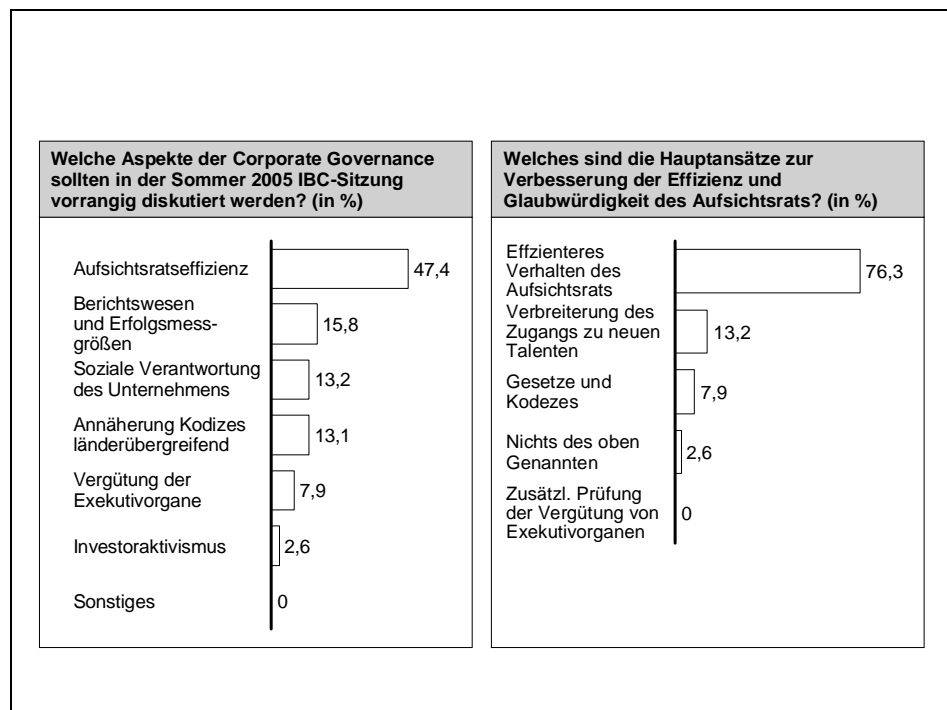 Welche Aspekte der Corporate Governance
sollten in der Sommer 2005 IBC-Sitzung
vorrangig diskutiert werden? (in %)
Aufsichtsratseffizienz
47,4
Berichtswesen
und Erfolgsmess-
größen
15,8
Soziale Verantwortung
des Unternehmens
13,2
Annäherung Kodizes
länderübergreifend
13,1
Vergütung der
Exekutivorgane
7,9
Investoraktivismus
2,6
Sonstiges
0
Welches sind die Hauptansätze zur
Verbesserung der Effizienz und
Glaubwürdigkeit des Aufsichtsrats? (in %)
Effzienteres
Verhalten des
Aufsichtsrats
76,3
Verbreiterung des
Zugangs zu neuen
Talenten
13,2
Gesetze und
Kodezes
7,9
Nichts des oben
Genannten
2,6
Zusätzl. Prüfung
der Vergütung von
Exekutivorganen
0